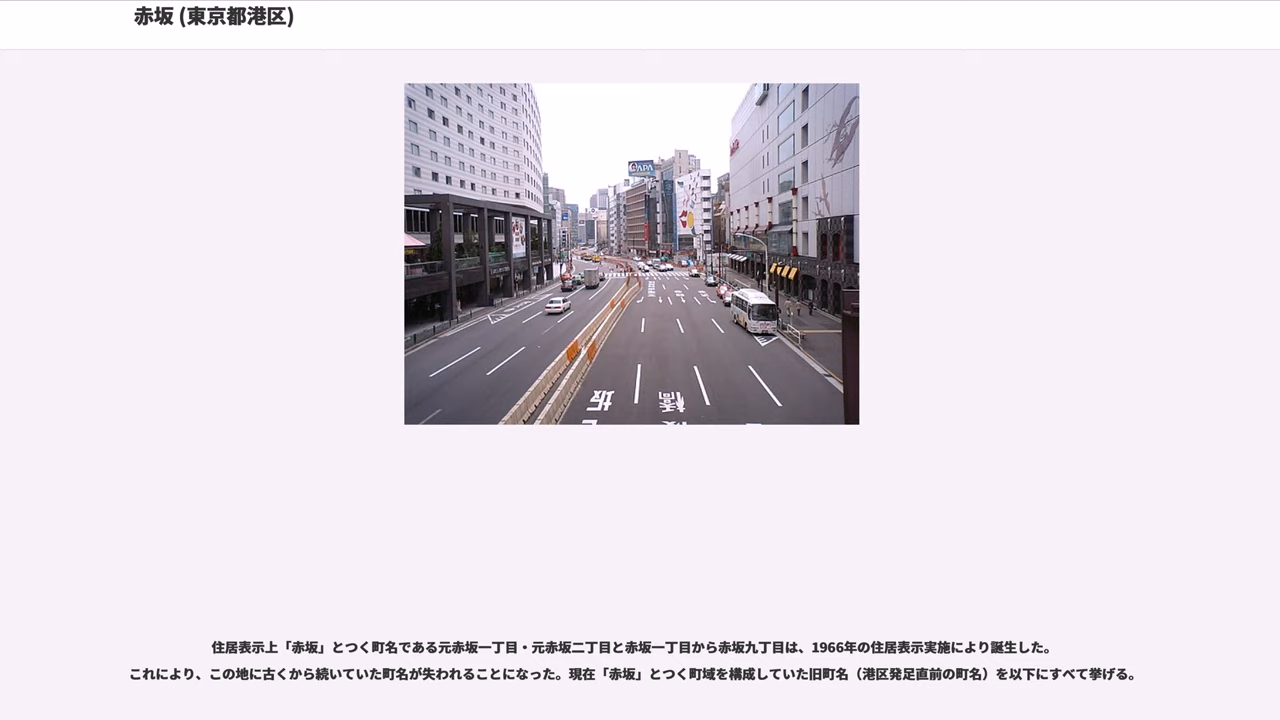 赤坂 (東京都港区)
APA
坂
橋
住居表示上「赤坂」とつく町名である元赤坂一丁目・元赤坂二丁目と赤坂一丁目から赤坂九丁目は、1966年の住居表示実施により誕生した。
これにより、この地に古くから続いていた町名が失われることになった。現在「赤坂」とつく町域を構成していた旧町名（港区発足直前の町名）を以下にすべて挙げる。